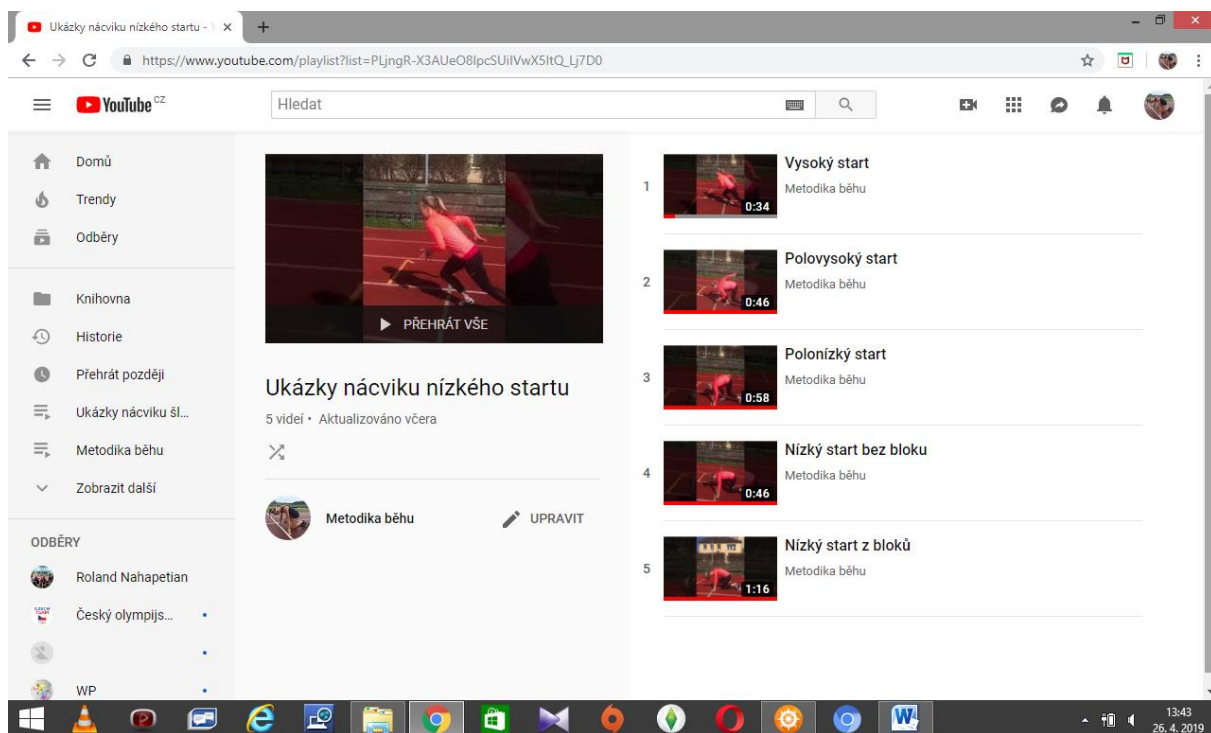 Ukázky nácviku nízkého startu - Y
https://www.youtube.com/playlist?list=PLjngR-X3AUeO8IpcSUiIVwX5ItQ_Lj7D0
YouTube CZ
Hledat
Domů
Trendy
Odběry
Knihovna
Historie
Přehrát později
Ukázky nácviku šl...
Metodika běhu
Zobrazit další
ODBĚRY
Roland Nahapetian
Český olympijs...
WP
PŘEHRÁT VŠE
Ukázky nácviku nízkého startu
5 videí • Aktualizováno včera
Metodika běhu
UPRAVIT
1
0:34
Vysoký start
Metodika běhu
2
0:46
Polovysoký start
Metodika běhu
3
0:58
Polonízký start
Metodika běhu
4
0:46
Nízký start bez bloku
Metodika běhu
5
1:16
Nízký start z bloků
Metodika běhu
13:43
26. 4. 2019